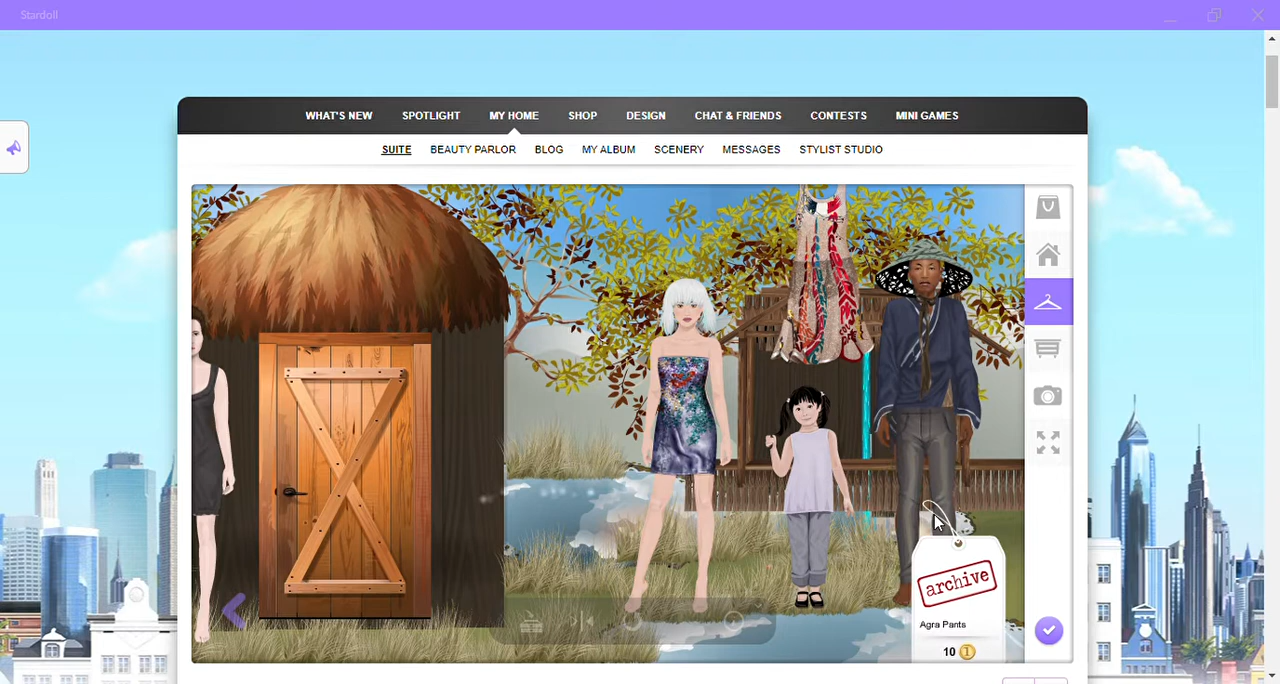 Stardoll
WHAT'S NEW SPOTLIGHT MY HOME SHOP DESIGN CHAT & FRIENDS CONTESTS MINI GAMES
SUITE BEAUTY PARLOR BLOG MY ALBUM SCENERY MESSAGES STYLIST STUDIO
archive
Agra Pants
10 1